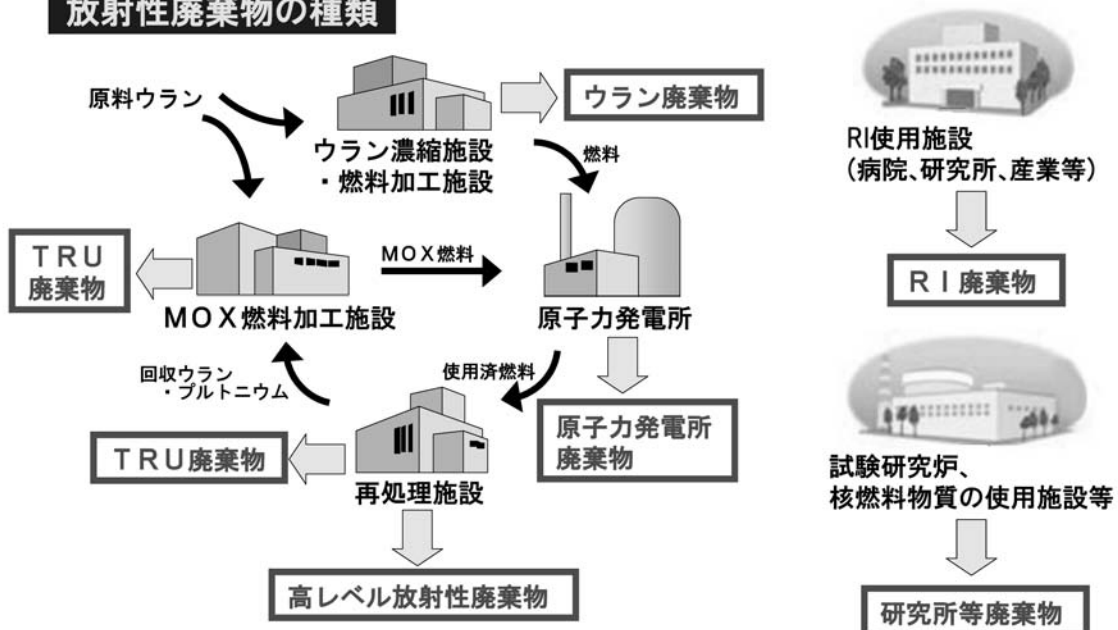 放射性廃棄物の種類
原料ウラン
ウラン濃縮施設
・燃料加工施設
ウラン廃棄物
燃料
TRU
廃棄物
MOX燃料
MOX燃料加工施設
原子力発電所
回収ウラン
・プルトニウム
使用済燃料
TRU廃棄物
再処理施設
原子力発電所
廃棄物
高レベル放射性廃棄物
RI使用施設
(病院、研究所、産業等)
RI廃棄物
試験研究炉、
核燃料物質の使用施設等
研究所等廃棄物